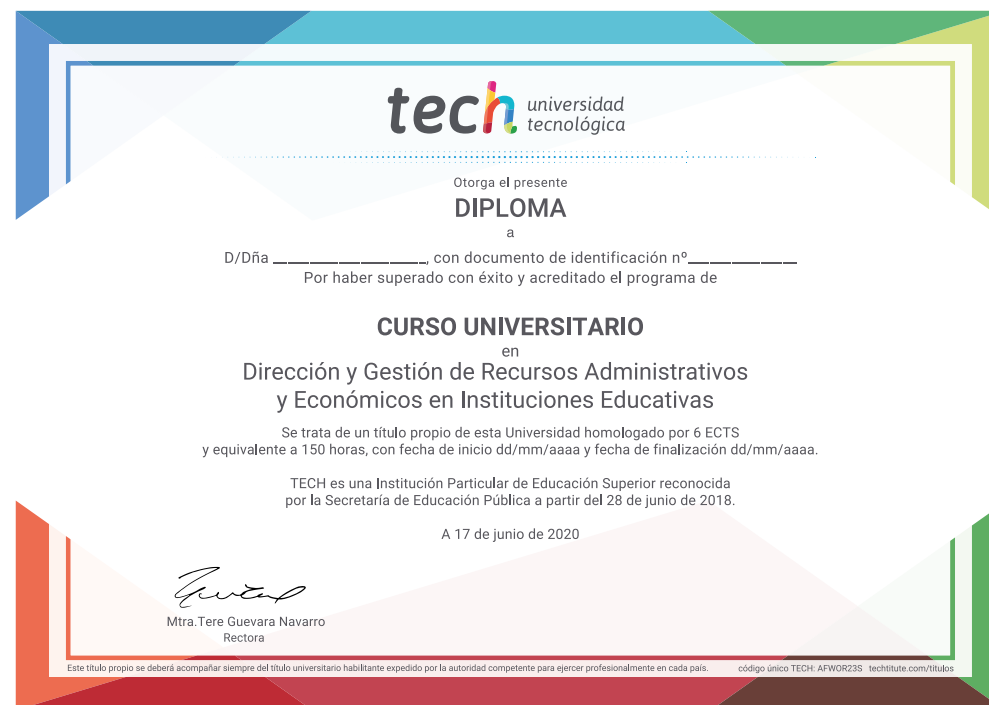 tech universidad
tecnológica
Otorga el presente
DIPLOMA
a
D/Dña ____________________, con documento de identificación nº______________
Por haber superado con éxito y acreditado el programa de
CURSO UNIVERSITARIO
en
Dirección y Gestión de Recursos Administrativos
y Económicos en Instituciones Educativas
Se trata de un título propio de esta Universidad homologado por 6 ECTS
y equivalente a 150 horas, con fecha de inicio dd/mm/aaaa y fecha de finalización dd/mm/aaaa.
TECH es una Institución Particular de Educación Superior reconocida
por la Secretaría de Educación Pública a partir del 28 de junio de 2018.
A 17 de junio de 2020
Mtra.Tere Guevara Navarro
Rectora
Este título propio se deberá acompañar siempre del título universitario habilitante expedido por la autoridad competente para ejercer profesionalmente en cada país. código único TECH: AFWOR23S techtitute.com/titulos